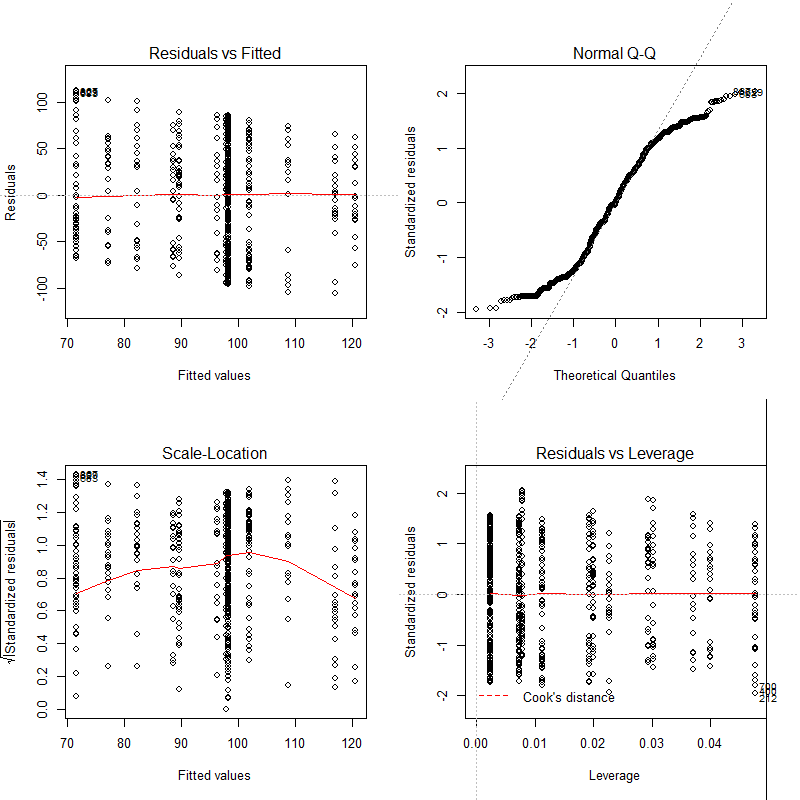 Residuals vs Fitted
Residuals
100
50
0
-50
-100
70 80 90 100 110 120
Fitted values
Normal Q-Q
Standardized residuals
2
1
0
-1
-2
-3 -2 -1 0 1 2 3
Theoretical Quantiles
Scale-Location
√|Standardized residuals|
1.4
1.2
1.0
0.8
0.6
0.4
0.2
0.0
70 80 90 100 110 120
Fitted values
Residuals vs Leverage
Standardized residuals
2
1
0
-1
-2
Cook's distance
212
0.00 0.01 0.02 0.03 0.04
Leverage